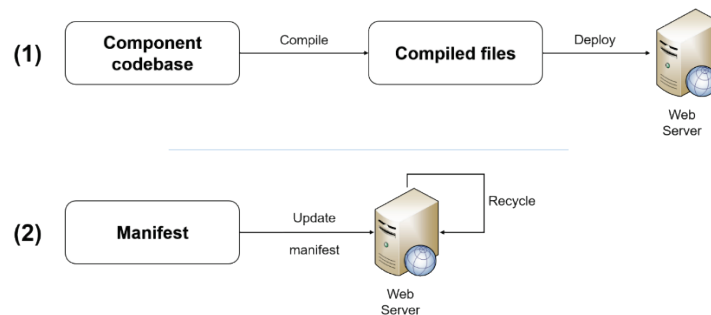 (1)
Component
codebase
Compile
Compiled files
Deploy
Web
Server
(2)
Manifest
Update
manifest
Recycle
Web
Server